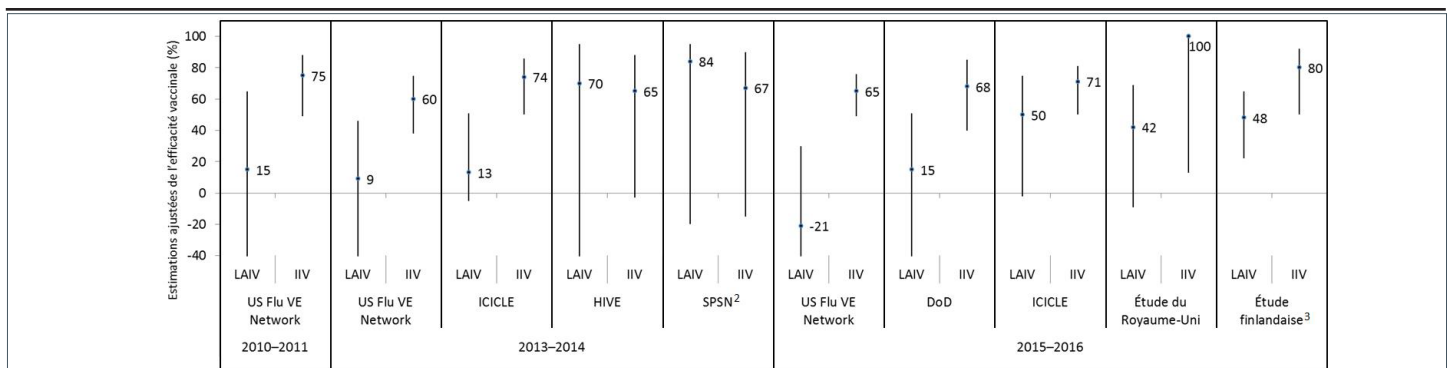 Estimations ajustées de l'efficacité vaccinale (%)
100
80
60
40
20
0
-20
-40
15
75
9
60
13
74
70
65
84
67
-21
65
15
68
50
71
42
100
48
80
LAIV IIV LAIV IIV LAIV IIV LAIV IIV LAIV IIV LAIV IIV LAIV IIV LAIV IIV LAIV IIV LAIV IIV
US Flu VE Network
US Flu VE Network
ICICLE
HIVE
SPSN2
US Flu VE Network
DoD
ICICLE
Étude du Royaume-Uni
Étude finlandaise3
2010–2011
2013–2014
2015–2016